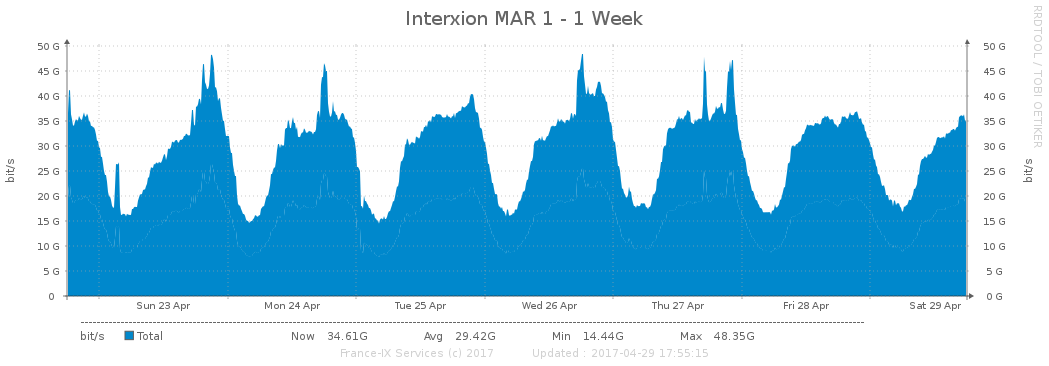 Interxion MAR 1 - 1 Week
RRDTOOL / TOBI OETIKER
50 G 50 G
45 G 45 G
40 G 40 G
35 G 35 G
30 G 30 G
25 G 25 G
20 G 20 G
15 G 15 G
10 G 10 G
5 G 5 G
0 0 G
bit/s bit/s
Sun 23 Apr Mon 24 Apr Tue 25 Apr Wed 26 Apr Thu 27 Apr Fri 28 Apr Sat 29 Apr
bit/s Total Now 34.61G Avg 29.42G Min 14.44G Max 48.35G
France-IX Services (c) 2017 Updated : 2017-04-29 17:55:15